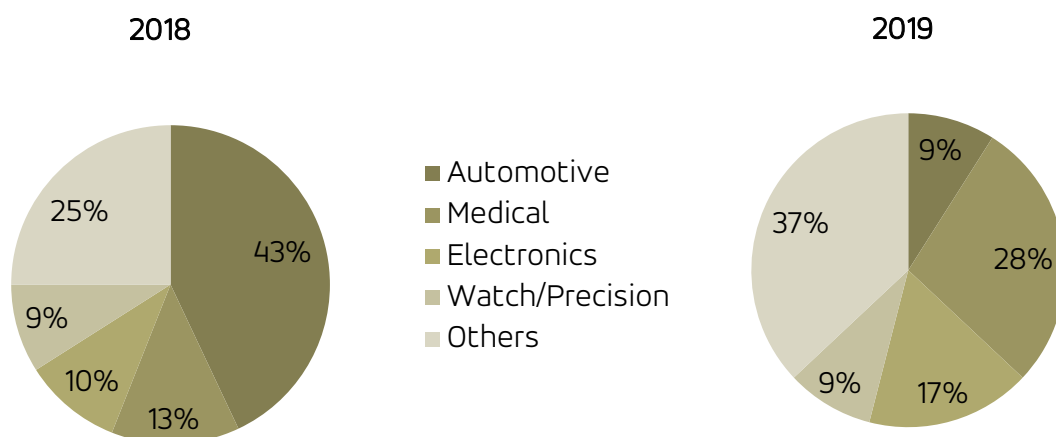 2018
2019
25%
43%
9%
10%
13%
Automotive
Medical
Electronics
Watch/Precision
Others
9%
37%
28%
9%
17%